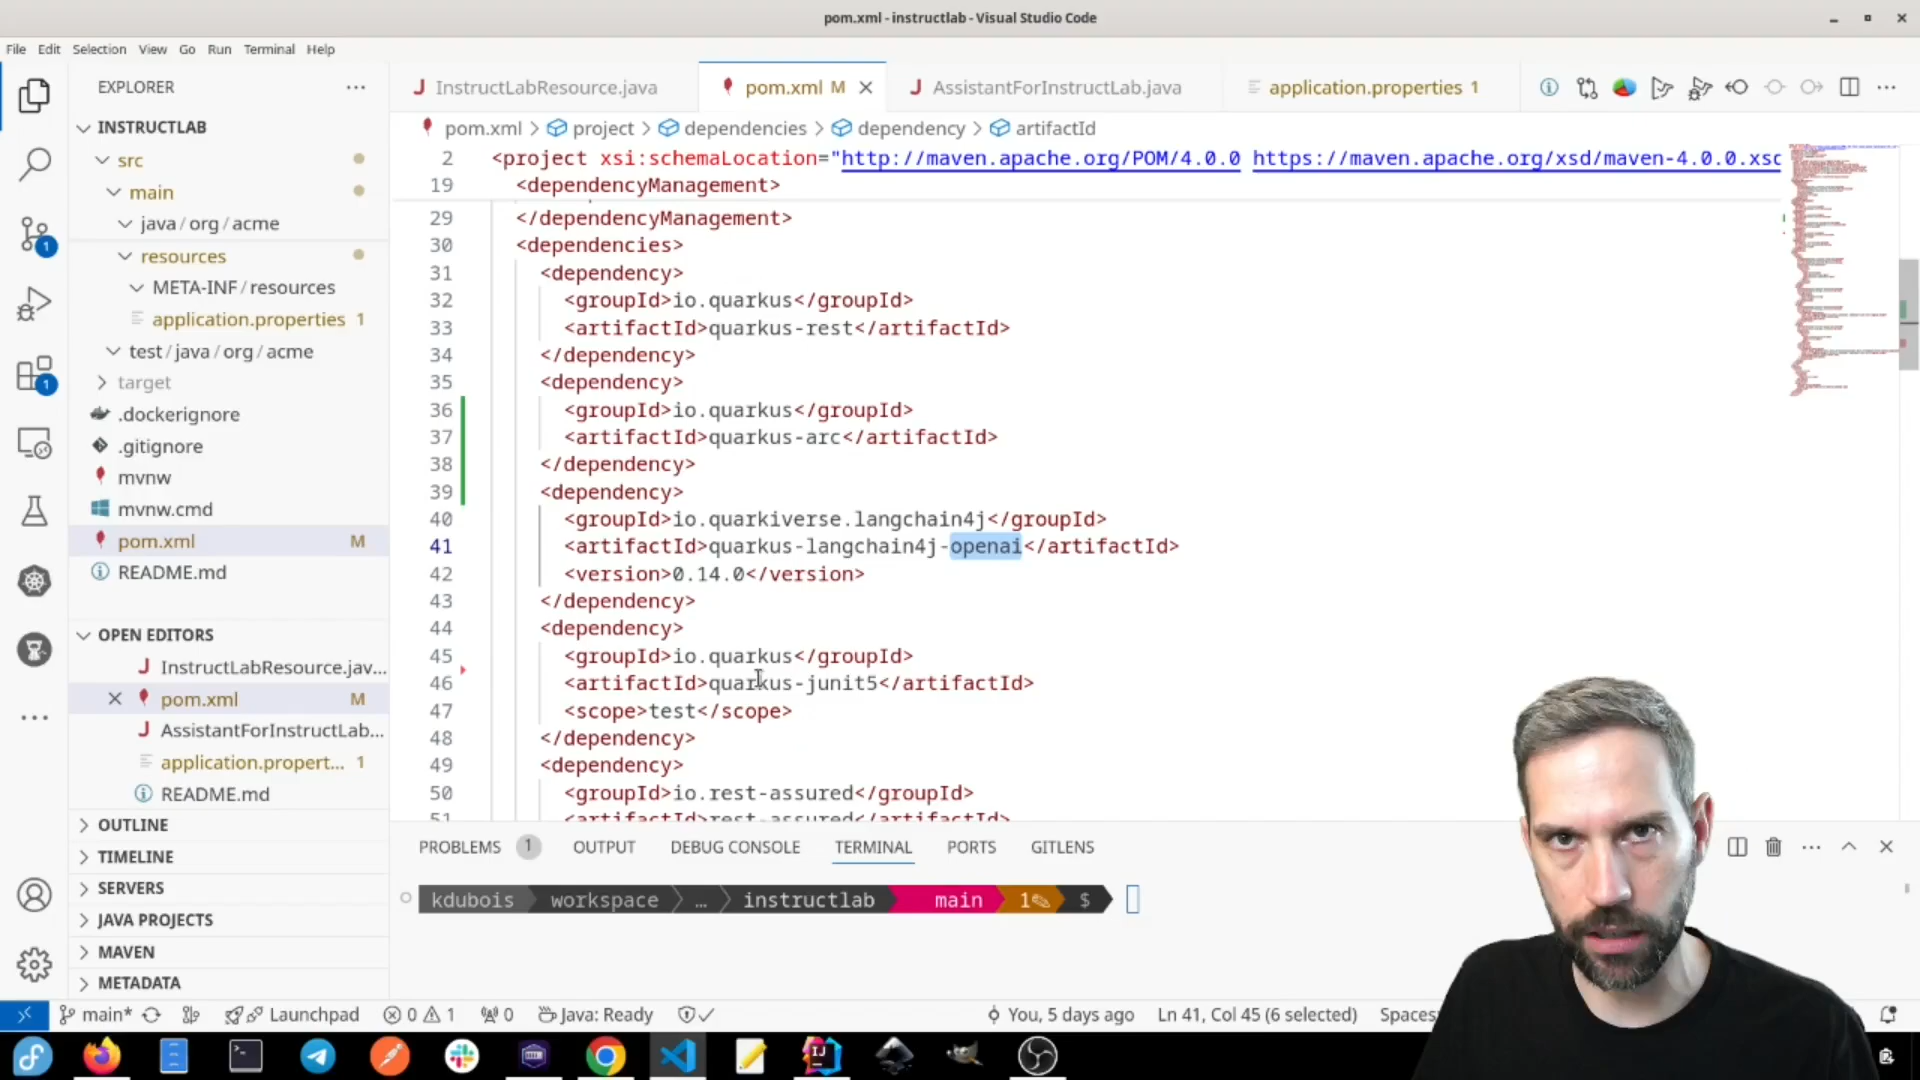 pom.xml - instructlab - Visual Studio Code
File Edit Selection View Go Run Terminal Help
EXPLORER
INSTRUCTLAB
src
main
java / org / acme
resources
META-INF / resources
application.properties 1
test / java / org / acme
target
.dockerignore
.gitignore
mvnw
mvnw.cmd
pom.xml M
README.md
OPEN EDITORS
InstructLabResource.jav...
pom.xml M
AssistantForInstructLab...
application.propert... 1
README.md
OUTLINE
TIMELINE
SERVERS
JAVA PROJECTS
MAVEN
METADATA
1
1
InstructLabResource.java pom.xml M AssistantForInstructLab.java application.properties 1
pom.xml > project > dependencies > dependency > artifactId
2 <project xsi:schemaLocation="http://maven.apache.org/POM/4.0.0 https://maven.apache.org/xsd/maven-4.0.0.xsd
19 <dependencyManagement>
29 </dependencyManagement>
30 <dependencies>
31 <dependency>
32 <groupId>io.quarkus</groupId>
33 <artifactId>quarkus-rest</artifactId>
34 </dependency>
35 <dependency>
36 <groupId>io.quarkus</groupId>
37 <artifactId>quarkus-arc</artifactId>
38 </dependency>
39 <dependency>
40 <groupId>io.quarkiverse.langchain4j</groupId>
41 <artifactId>quarkus-langchain4j-openai</artifactId>
42 <version>0.14.0</version>
43 </dependency>
44 <dependency>
45 <groupId>io.quarkus</groupId>
46 <artifactId>quarkus-junit5</artifactId>
47 <scope>test</scope>
48 </dependency>
49 <dependency>
50 <groupId>io.rest-assured</groupId>
51 <artifactId>rest-assured</artifactId>
PROBLEMS 1 OUTPUT DEBUG CONSOLE TERMINAL PORTS GITLENS
kdubois workspace … instructlab main 1✎ $
main* Launchpad 0 1 0 Java: Ready You, 5 days ago Ln 41, Col 45 (6 selected) Spaces: